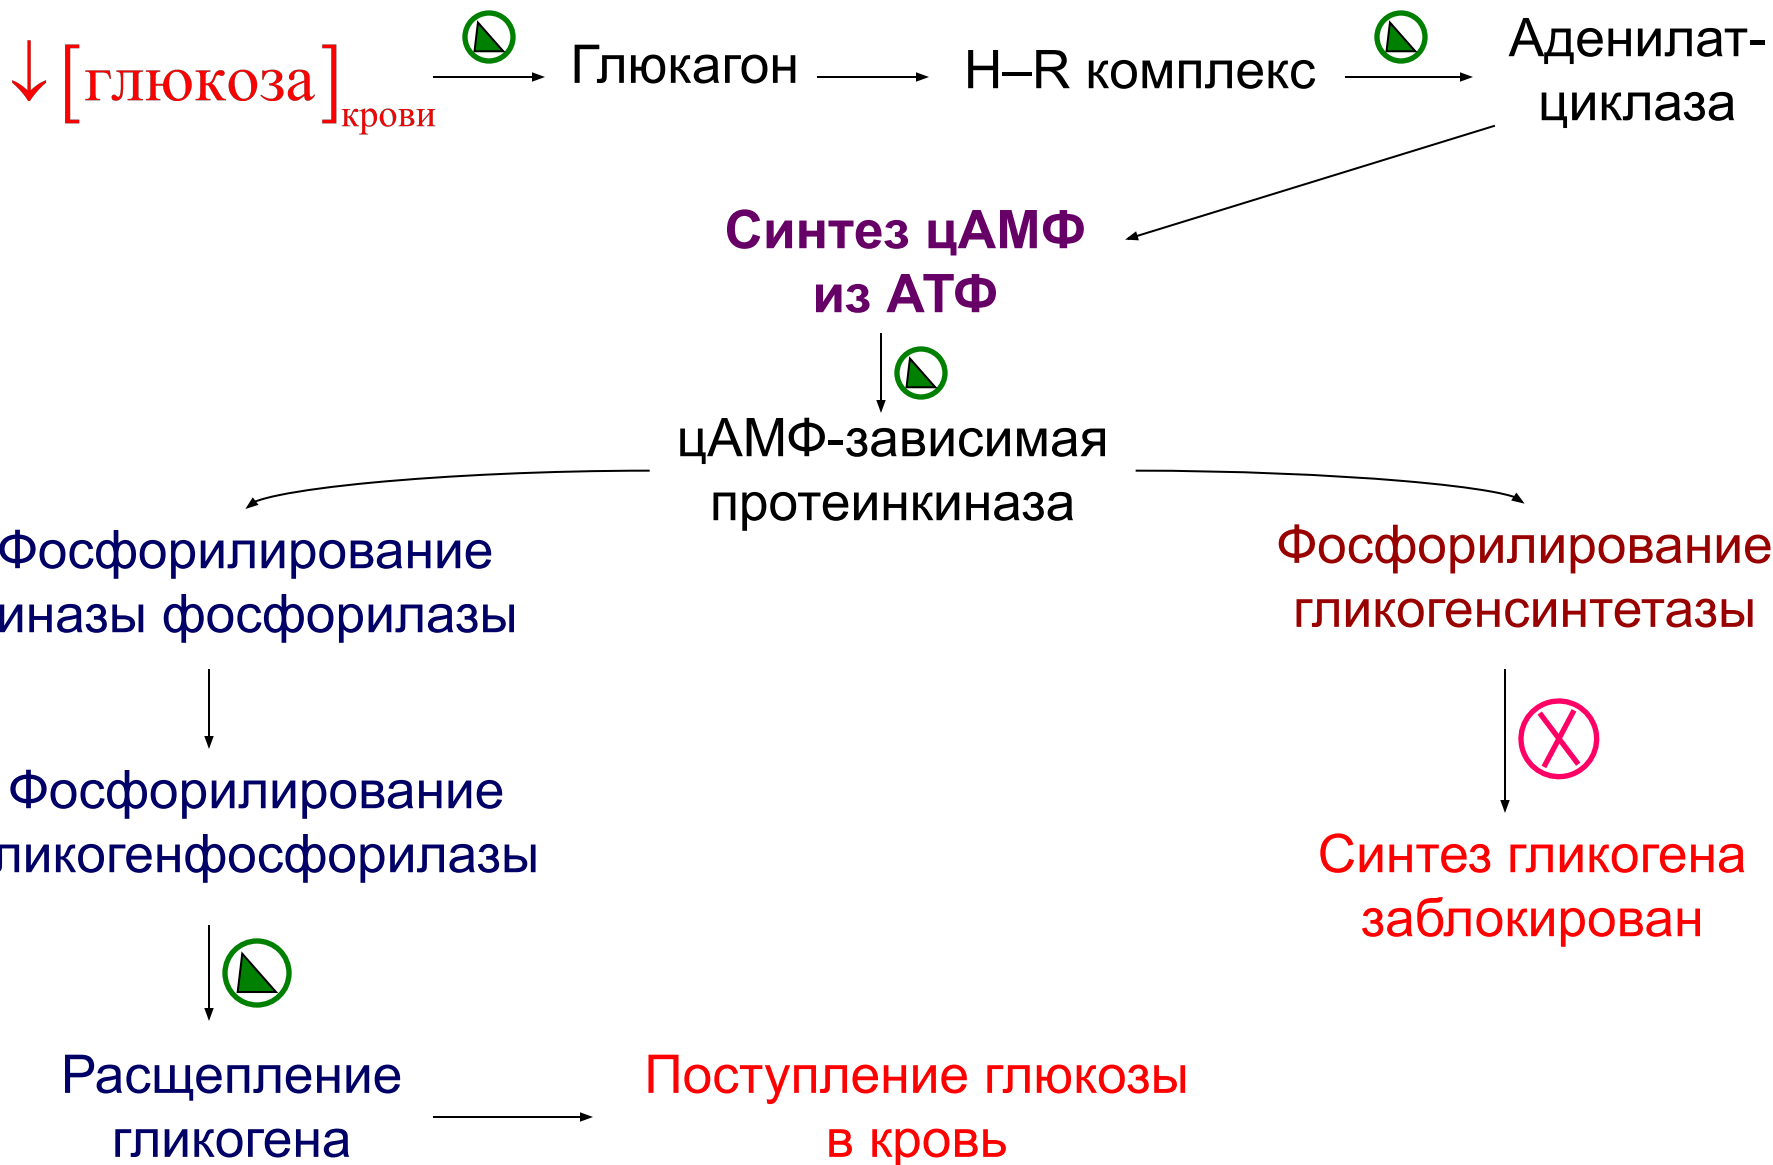 ↓[глюкоза]крови
Глюкагон
H–R комплекс
Аденилат-
циклаза
Синтез цАМФ
из АТФ
цАМФ-зависимая
протеинкиназа
Фосфорилирование
иназы фосфорилазы
Фосфорилирование
гликогенсинтетазы
Фосфорилирование
ликогенфосфорилазы
Синтез гликогена
заблокирован
Расщепление
гликогена
Поступление глюкозы
в кровь